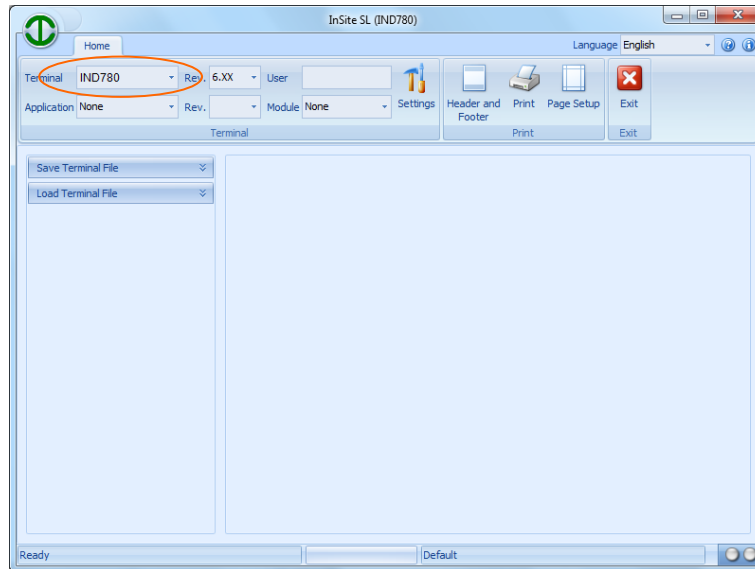 InSite SL (IND780)
Home
Language English
Terminal IND780 Rev. 6.XX User
Application None Rev. Module None
Settings
Header and Footer
Print
Page Setup
Exit
Terminal
Print
Exit
Save Terminal File
Load Terminal File
Ready
Default